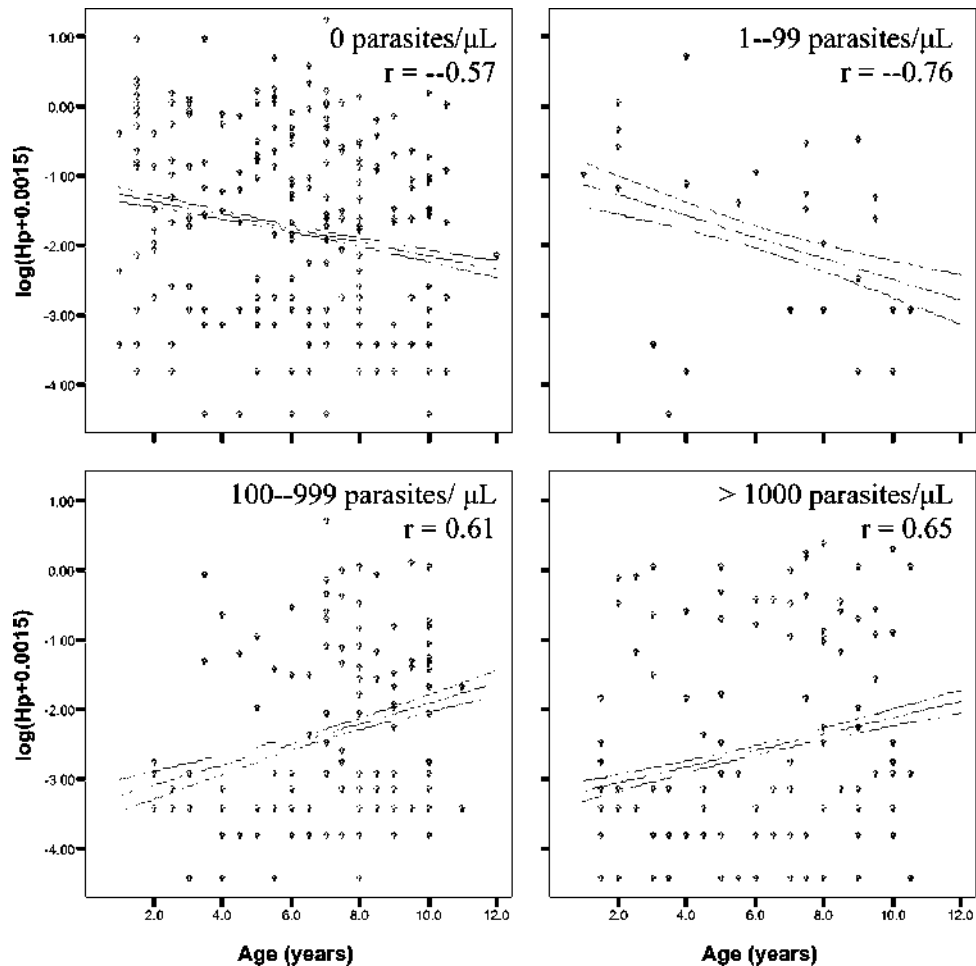 0 parasites/µL
r = --0.57
1--99 parasites/µL
r = --0.76
log(Hp+0.0015)
1.00
0.00
-1.00
-2.00
-3.00
-4.00
100--999 parasites/ µL
r = 0.61
> 1000 parasites/µL
r = 0.65
log(Hp+0.0015)
1.00
0.00
-1.00
-2.00
-3.00
-4.00
2.0 4.0 6.0 8.0 10.0 12.0
2.0 4.0 6.0 8.0 10.0 12.0
Age (years)
Age (years)